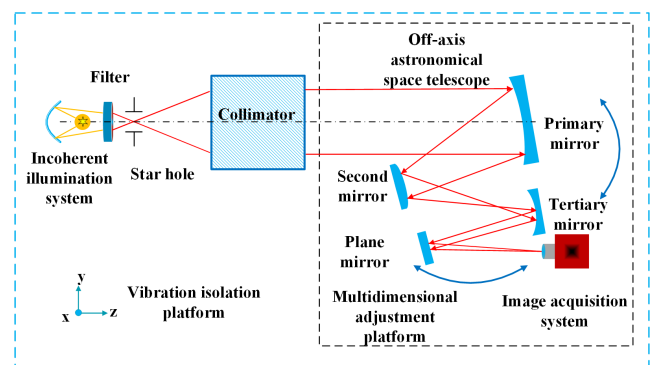 Off-axis
astronomical
space telescope
Filter
Collimator
Primary
mirror
Incoherent
illumination
system
Star hole
Second
mirror
Tertiary
mirror
Plane
mirror
y
x
z
Vibration isolation
platform
Multidimensional
adjustment
platform
Image acquisition
system